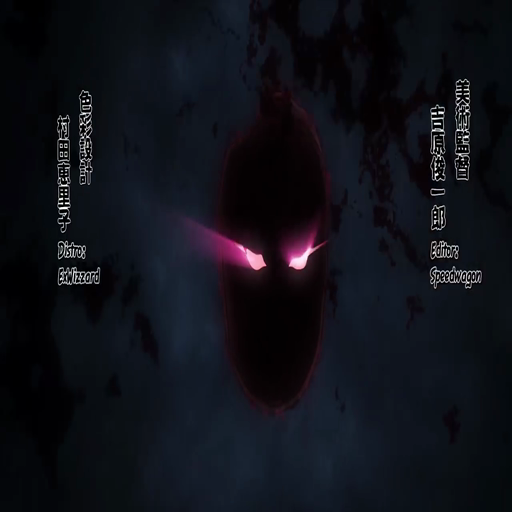 美術監督
吉原俊一郎
Editor:
Speedwagon
色彩設計
村田恵里子
Distro:
ExWizzard